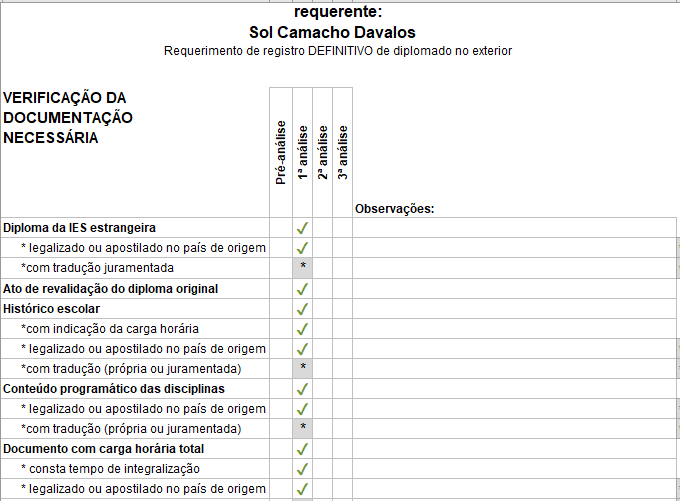 requerente:
Sol Camacho Davalos
Requerimento de registro DEFINITIVO de diplomado no exterior
VERIFICAÇÃO DA
DOCUMENTAÇÃO
NECESSÁRIA
Pré-análise
1ª análise
2ª análise
3ª análise
Observações:
Diploma da IES estrangeira ✓
* legalizado ou apostilado no país de origem ✓
*com tradução juramentada *
Ato de revalidação do diploma original ✓
Histórico escolar ✓
*com indicação da carga horária ✓
* legalizado ou apostilado no país de origem ✓
*com tradução (própria ou juramentada) *
Conteúdo programático das disciplinas ✓
* legalizado ou apostilado no país de origem ✓
*com tradução (própria ou juramentada) *
Documento com carga horária total ✓
* consta tempo de integralização ✓
* legalizado ou apostilado no país de origem ✓